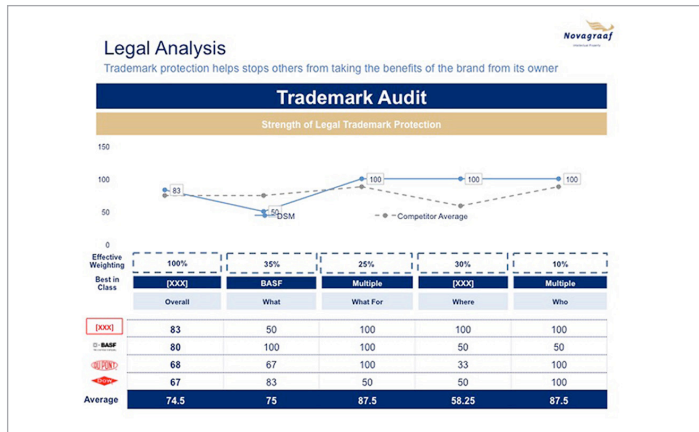 Novagraaf
Legal Analysis
Trademark protection helps stops others from taking the benefits of the brand from its owner
Trademark Audit
Strength of Legal Trademark Protection
150
100
50
0
83
50
100
100
100
DSM
Competitor Average
Effective Weighting
100%
35%
25%
30%
10%
Best in Class
[XXX]
BASF
Multiple
[XXX]
Multiple
Overall
What
What For
Where
Who
[XXX]
83
50
100
100
100
BASF
80
100
100
50
50
DUPONT
68
67
100
33
100
DOW
67
83
50
50
100
Average
74.5
75
87.5
58.25
87.5